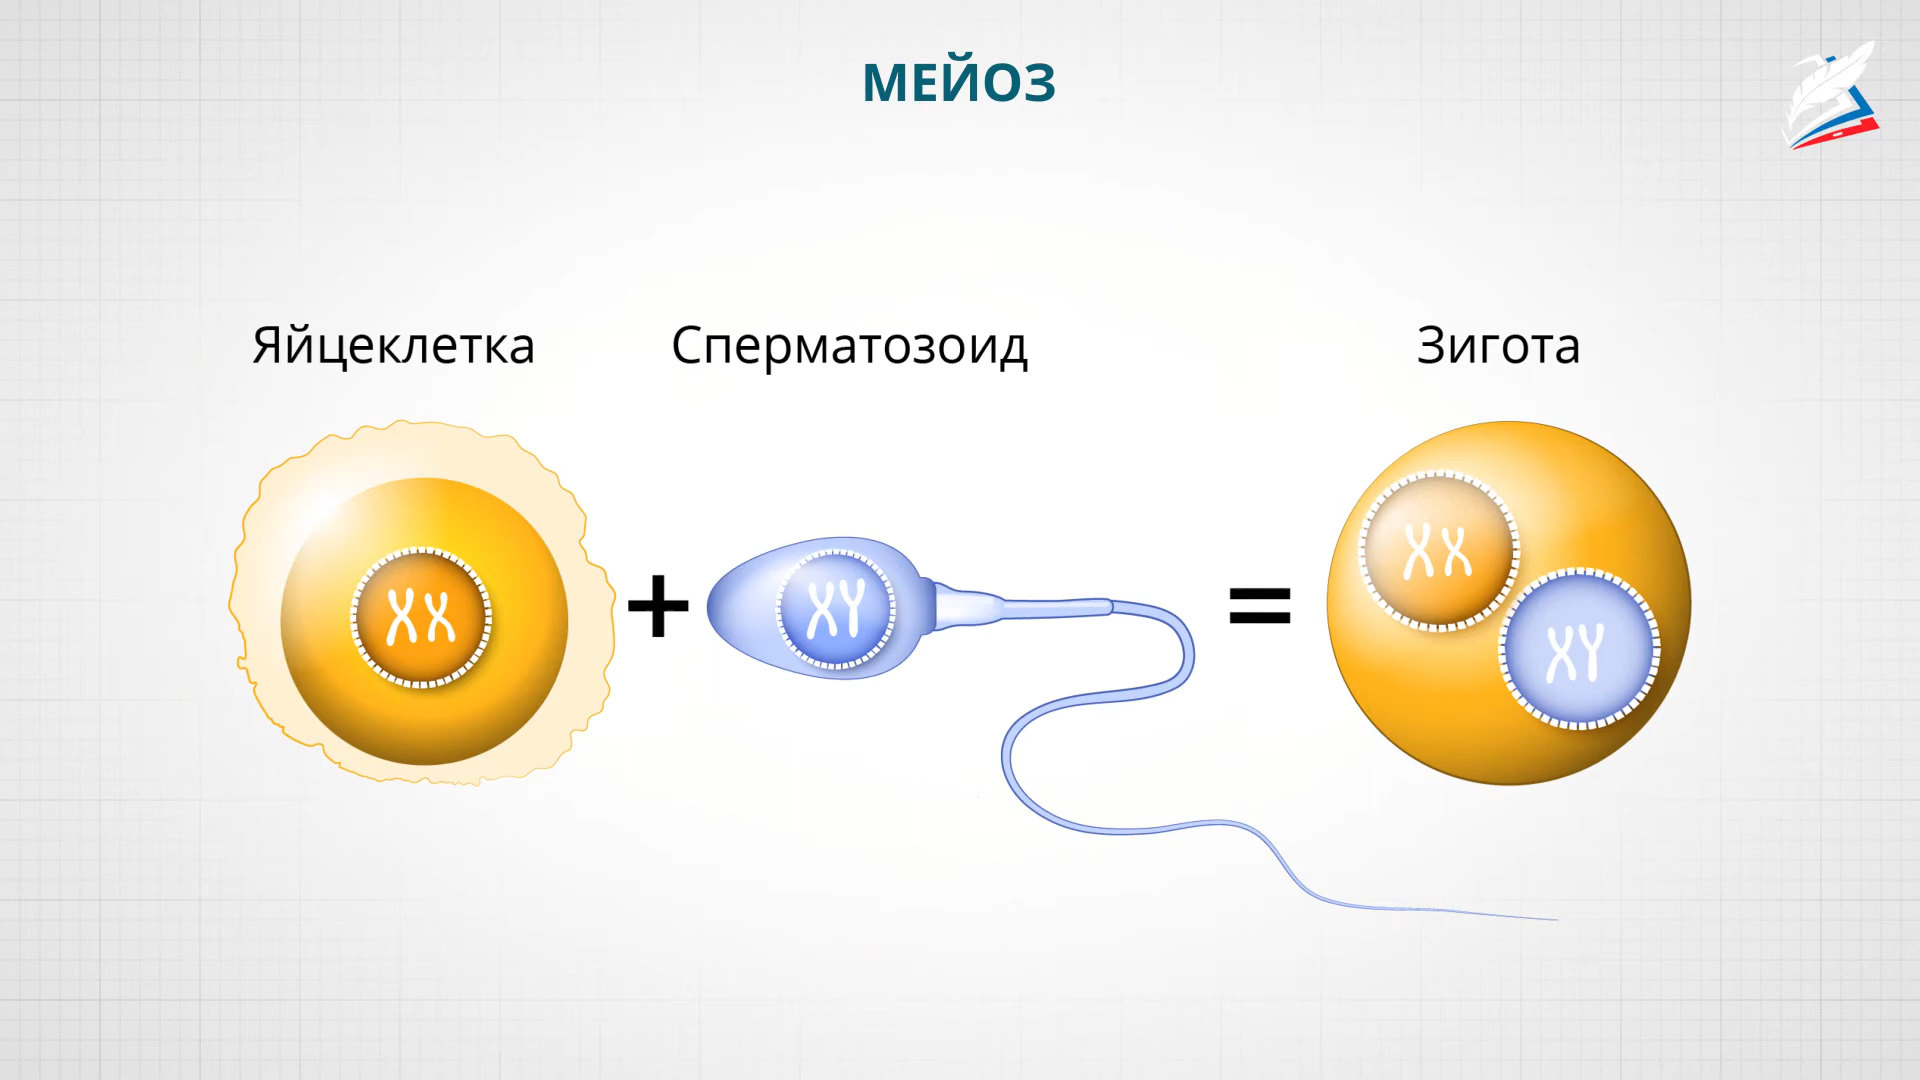 МЕЙОЗ
Яйцеклетка Сперматозоид Зигота
XX + XY = XX XY